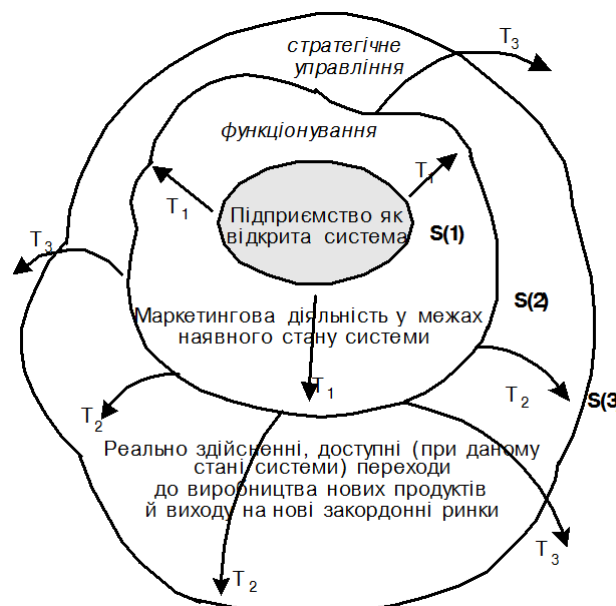 стратегічне
управління
T3
функціонування
T1
T1
Підприємство як
відкрита система
S(1)
T3
S(2)
Маркетингова діяльність у межах
наявного стану системи
T1
T2
S(3
T2
Реально здійсненні, доступні (при даному
стані системи) переходи
до виробництва нових продуктів
й виходу на нові закордонні ринки
T3
T2